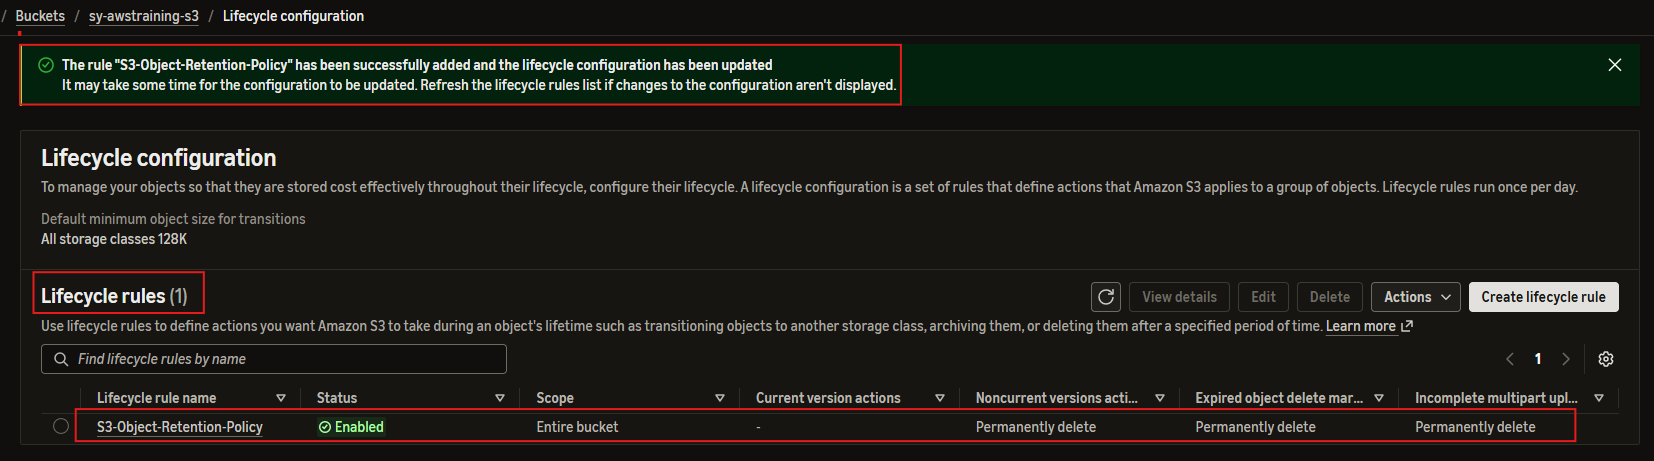 / Buckets / sy-awstraining-s3 / Lifecycle configuration
The rule "S3-Object-Retention-Policy" has been successfully added and the lifecycle configuration has been updated
It may take some time for the configuration to be updated. Refresh the lifecycle rules list if changes to the configuration aren't displayed.
Lifecycle configuration
To manage your objects so that they are stored cost effectively throughout their lifecycle, configure their lifecycle. A lifecycle configuration is a set of rules that define actions that Amazon S3 applies to a group of objects. Lifecycle rules run once per day.
Default minimum object size for transitions
All storage classes 128K
Lifecycle rules (1) View details Edit Delete Actions Create lifecycle rule
Use lifecycle rules to define actions you want Amazon S3 to take during an object's lifetime such as transitioning objects to another storage class, archiving them, or deleting them after a specified period of time. Learn more
Find lifecycle rules by name 1
Lifecycle rule name Status Scope Current version actions Noncurrent versions acti... Expired object delete mar... Incomplete multipart upl...
S3-Object-Retention-Policy Enabled Entire bucket - Permanently delete Permanently delete Permanently delete